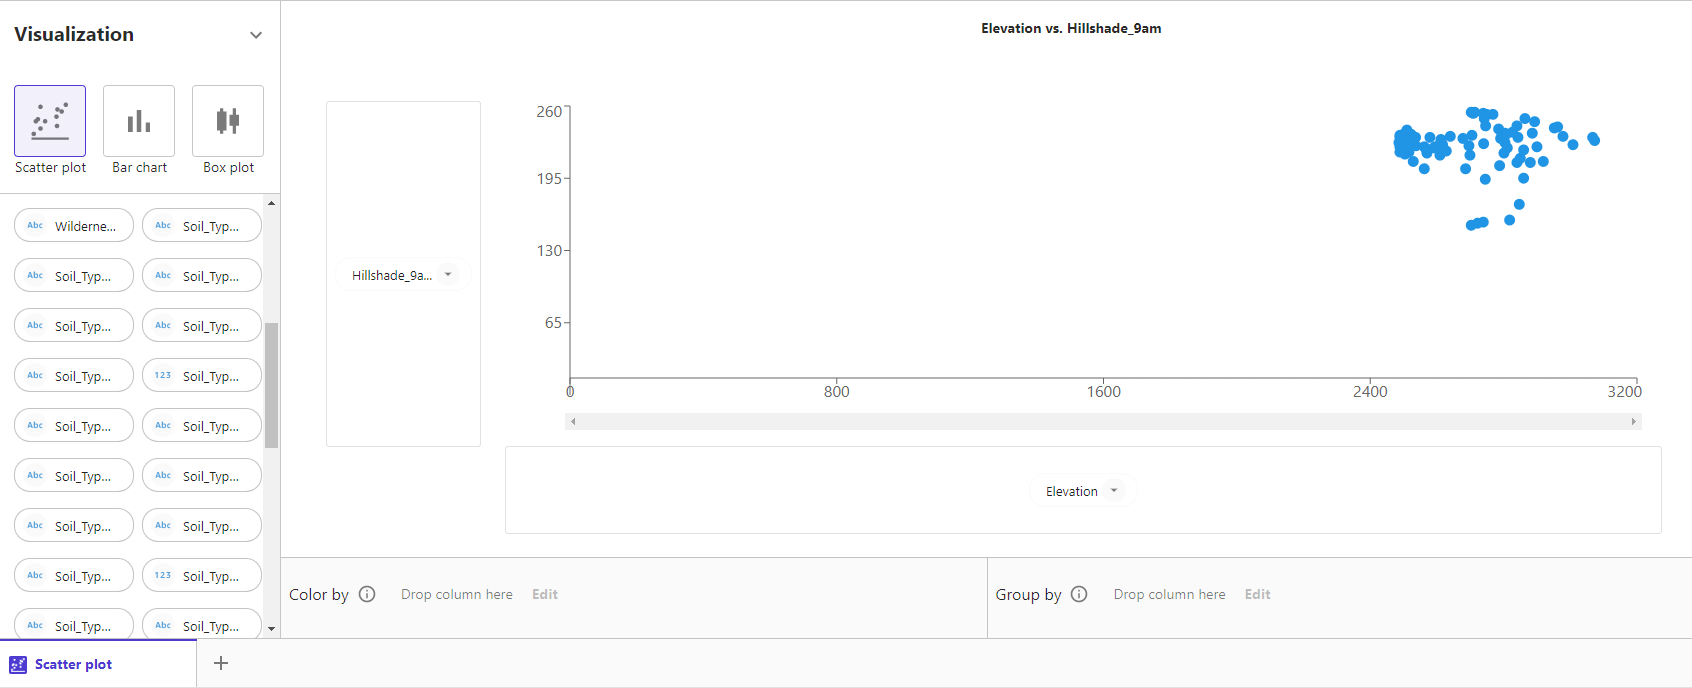 Visualization
Scatter plot
Bar chart
Box plot
Abc Wilderne... Abc Soil_Typ...
Abc Soil_Typ... Abc Soil_Typ...
Abc Soil_Typ... Abc Soil_Typ...
Abc Soil_Typ... 123 Soil_Typ...
Abc Soil_Typ... Abc Soil_Typ...
Abc Soil_Typ... Abc Soil_Typ...
Abc Soil_Typ... Abc Soil_Typ...
Abc Soil_Typ... 123 Soil_Typ...
Abc Soil_Typ... Abc Soil_Typ...
Elevation vs. Hillshade_9am
Hillshade_9a...
260
195
130
65
0
0 800 1600 2400 3200
Elevation
Color by Drop column here Edit
Group by Drop column here Edit
Scatter plot